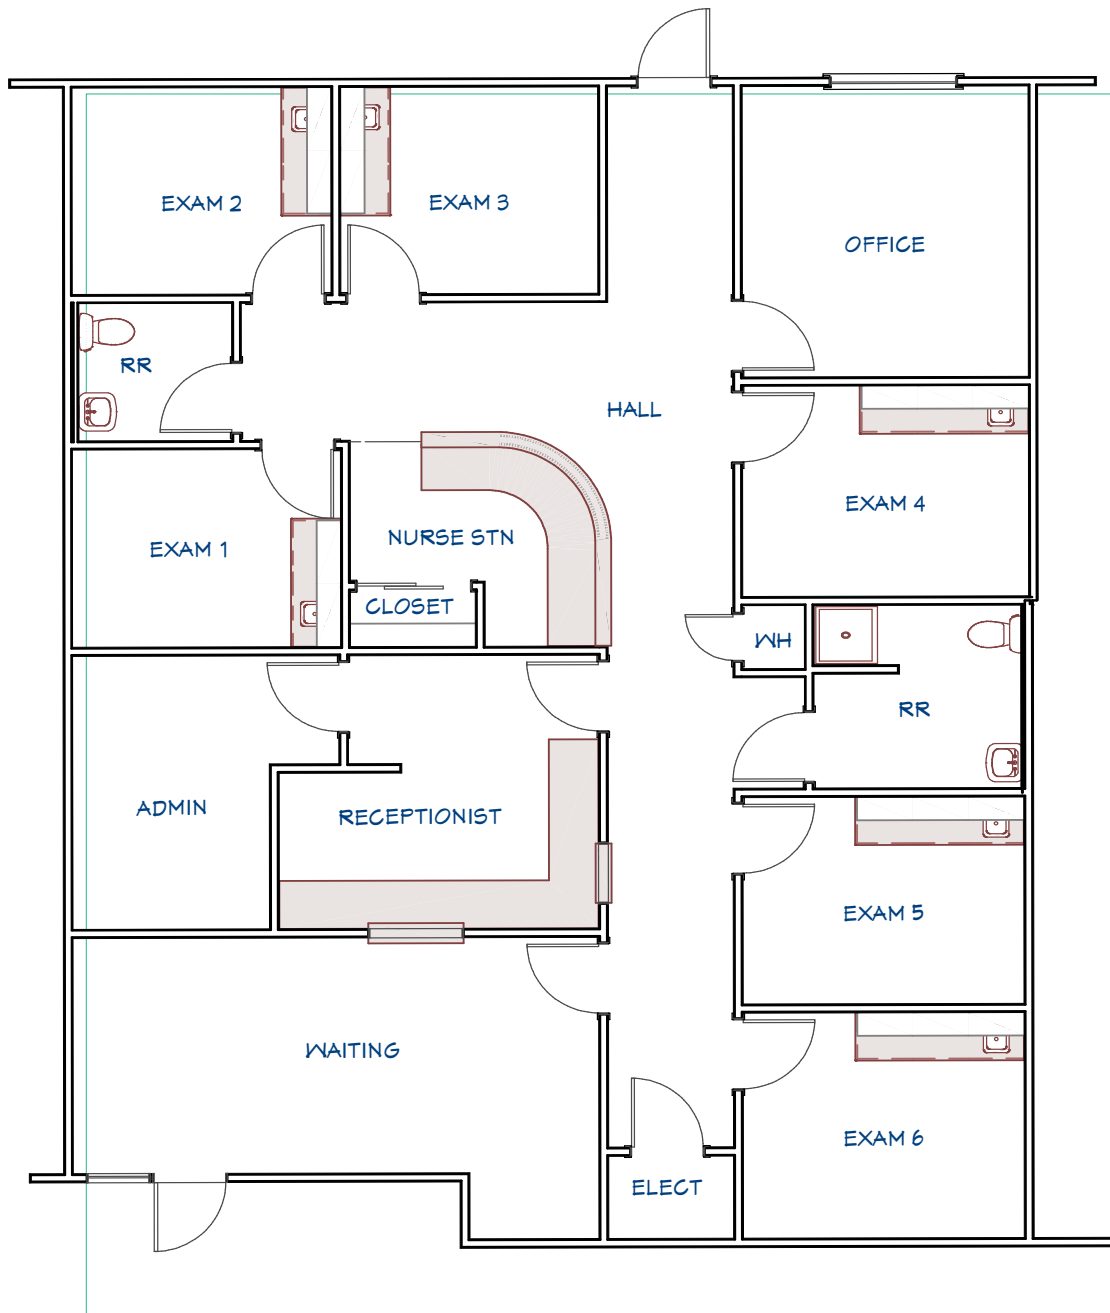 EXAM 2
EXAM 3
OFFICE
RR
HALL
EXAM 4
NURSE STN
EXAM 1
CLOSET
WH
RR
ADMIN
RECEPTIONIST
EXAM 5
WAITING
EXAM 6
ELECT